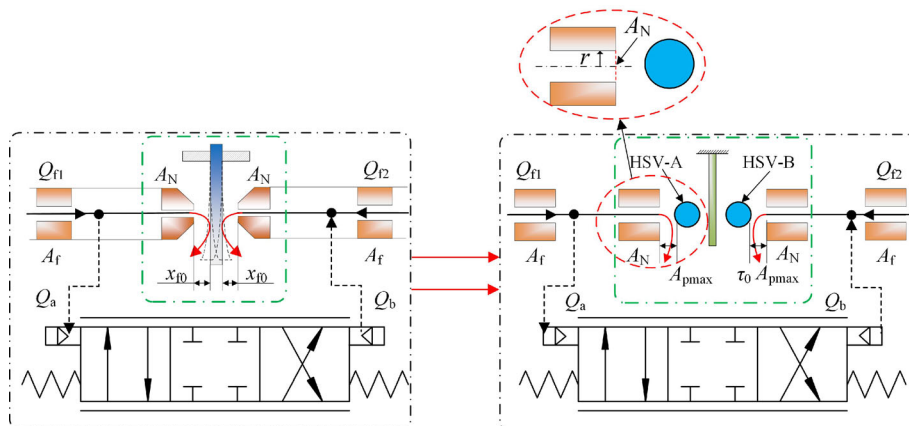 A_N
r
HSV-A
HSV-B
Q_f1
A_N
Q_f2
Q_f1
Q_f2
A_f
A_f
A_f
A_N
A_N
A_f
x_f0
x_f0
A_pmax
τ_0
A_pmax
Q_a
Q_b
Q_a
Q_b